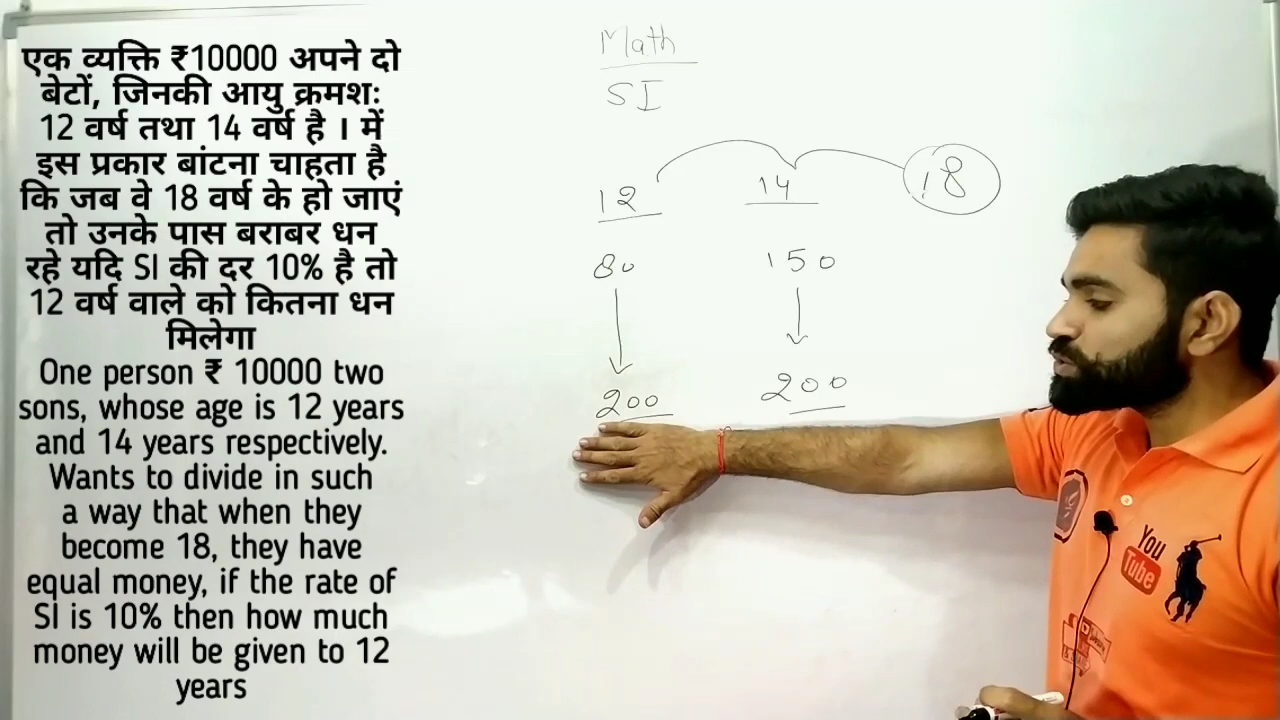 एक व्यक्ति ₹10000 अपने दो
बेटों, जिनकी आयु क्रमशः
12 वर्ष तथा 14 वर्ष है । में
इस प्रकार बांटना चाहता है
कि जब वे 18 वर्ष के हो जाएं
तो उनके पास बराबर धन
रहे यदि SI की दर 10% है तो
12 वर्ष वाले को कितना धन
मिलेगा
One person ₹ 10000 two
sons, whose age is 12 years
and 14 years respectively.
Wants to divide in such
a way that when they
become 18, they have
equal money, if the rate of
SI is 10% then how much
money will be given to 12
years
Math
SI
12 14 18
80 150
200 200
You
Tube